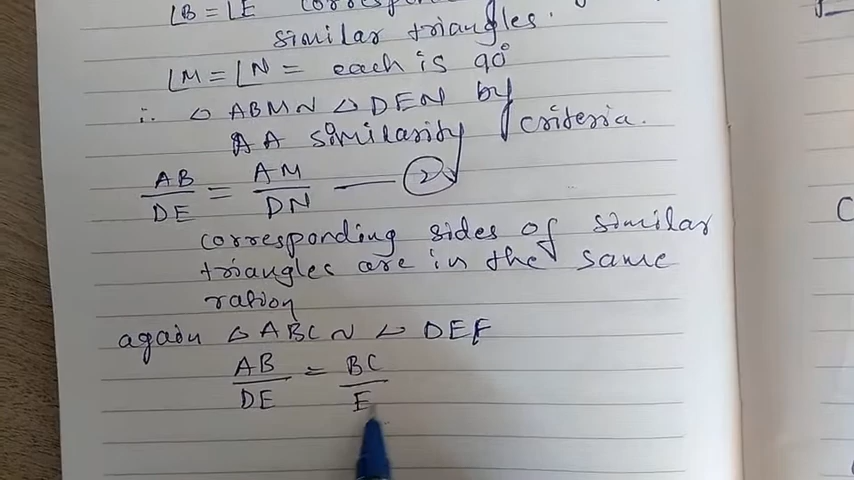 ∠B = ∠E
similar triangles.
∠M = ∠N = each is 90°
∴ △ ABM ~ △ DEN by
AA similarity criteria.
AB/DE = AM/DN — 2
corresponding sides of similar
triangles are in the same
ration
again △ ABC ~ △ DEF
AB/DE = BC/E